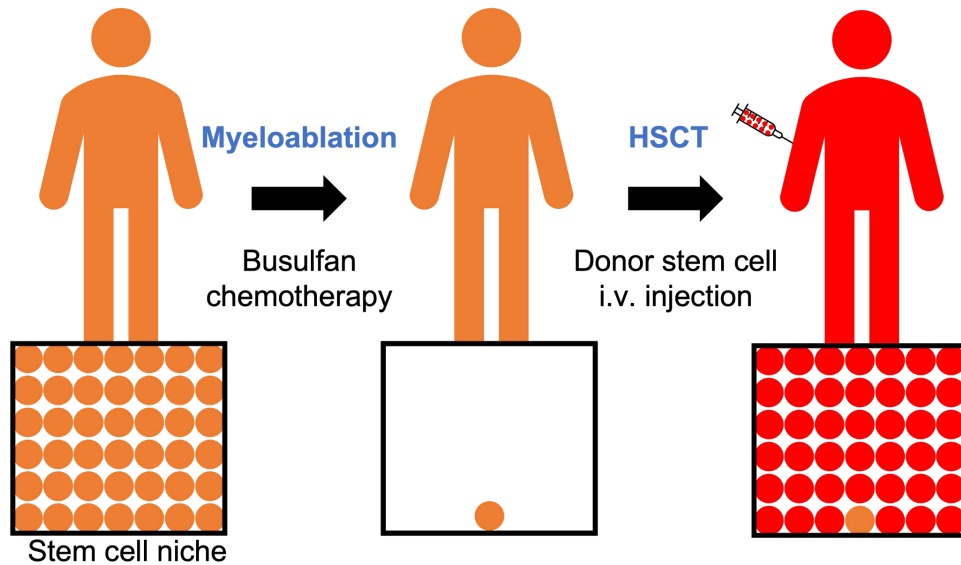 Myeloablation
HSCT
Busulfan
chemotherapy
Donor stem cell
i.v. injection
Stem cell niche